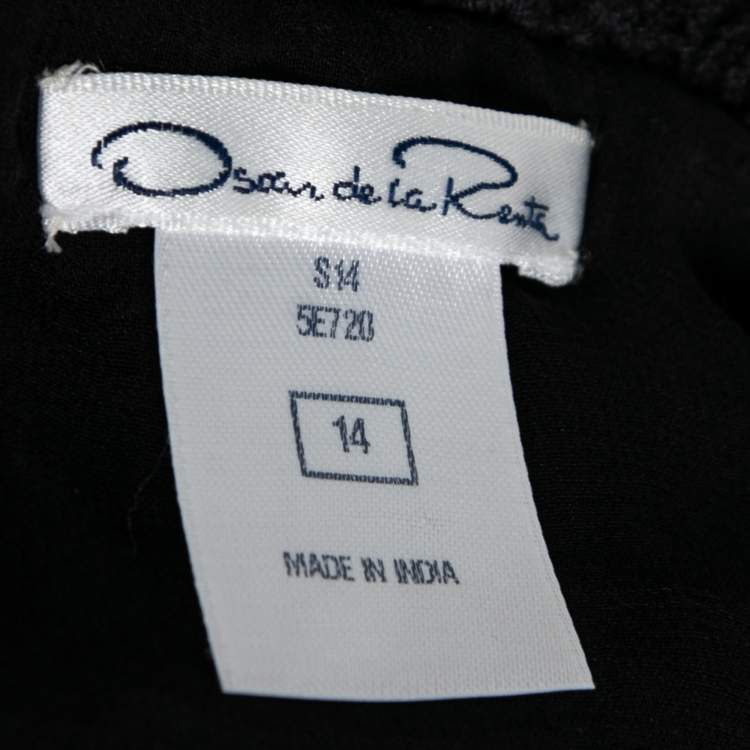 Oscar de la Renta
S14
5E720
14
MADE IN INDIA